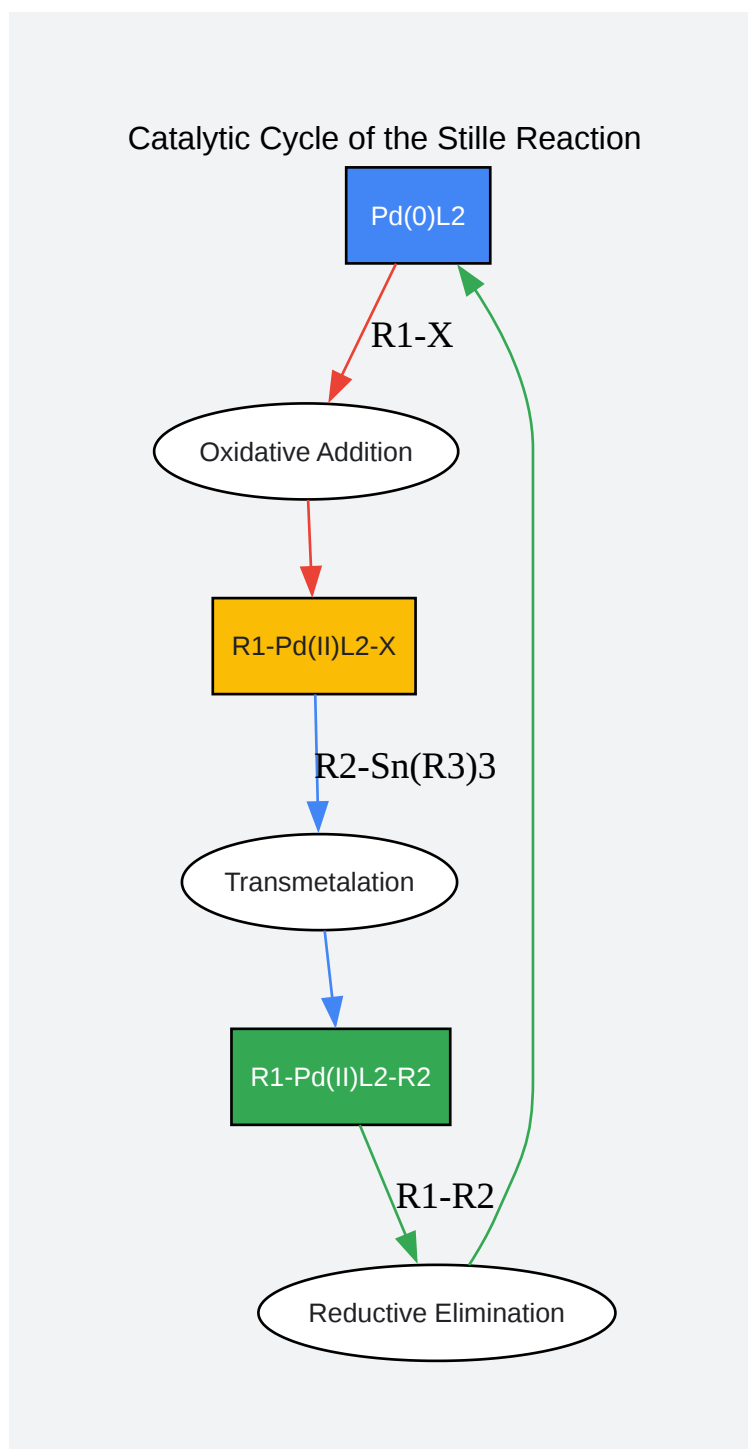 Catalytic Cycle of the Stille Reaction
Pd(0)L2
R1-X
Oxidative Addition
R1-Pd(II)L2-X
R2-Sn(R3)3
Transmetalation
R1-Pd(II)L2-R2
R1-R2
Reductive Elimination